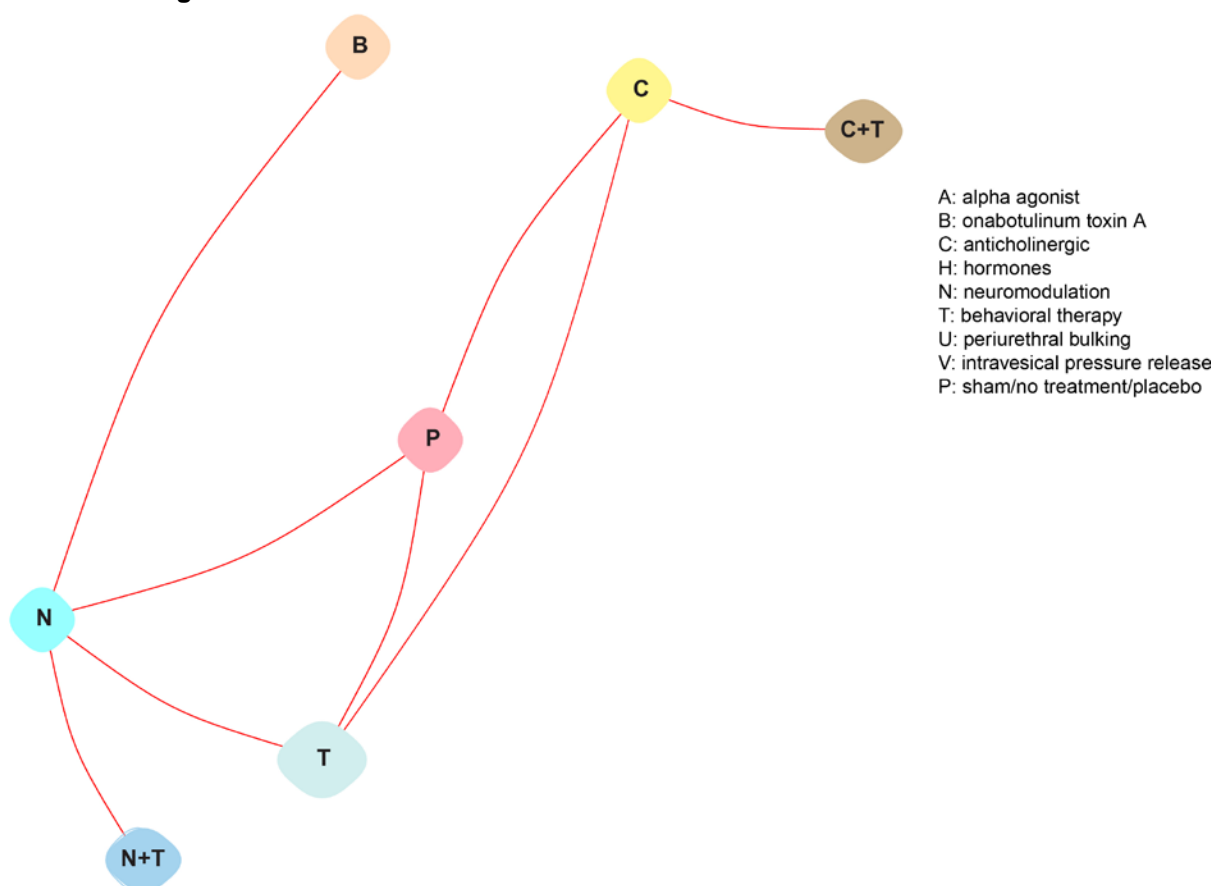 B
C
C+T
A: alpha agonist
B: onabotulinum toxin A
C: anticholinergic
H: hormones
N: neuromodulation
T: behavioral therapy
U: periurethral bulking
V: intravesical pressure release
P: sham/no treatment/placebo
P
N
T
N+T